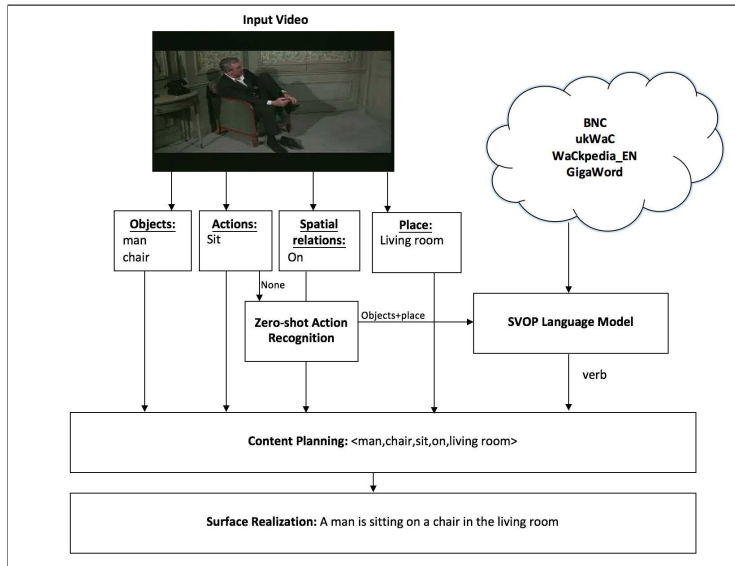 Input Video
BNC
ukWaC
WaCkpedia_EN
GigaWord
Objects:
man
chair
Actions:
Sit
Spatial
relations:
On
Place:
Living room
None
Zero-shot Action
Recognition
Objects+place
SVOP Language Model
verb
Content Planning: <man,chair,sit,on,living room>
Surface Realization: A man is sitting on a chair in the living room